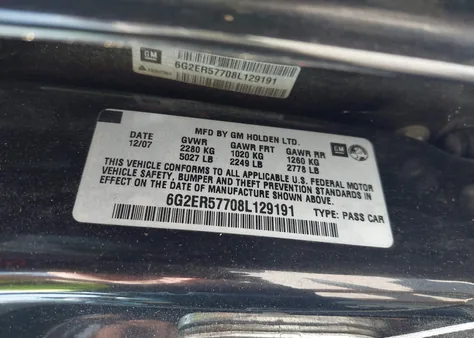 GM
6G2ER57708L129191
MFD BY GM HOLDEN LTD.
DATE GVWR GAWR FRT GAWR RR
12/07 2280 KG 1020 KG 1260 KG
5027 LB 2249 LB 2778 LB
GM
THIS VEHICLE CONFORMS TO ALL APPLICABLE U.S. FEDERAL MOTOR
VEHICLE SAFETY, BUMPER AND THEFT PREVENTION STANDARDS IN
EFFECT ON THE DATE OF MANUFACTURE SHOWN ABOVE.
6G2ER57708L129191
TYPE: PASS CAR